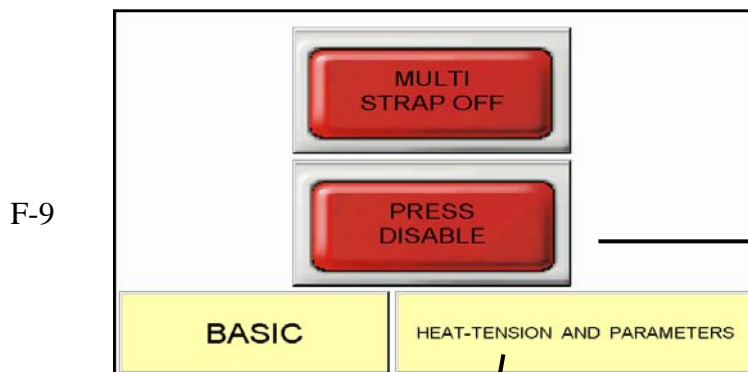 MULTI
STRAP OFF
F-9
PRESS
DISABLE
BASIC
HEAT-TENSION AND PARAMETERS